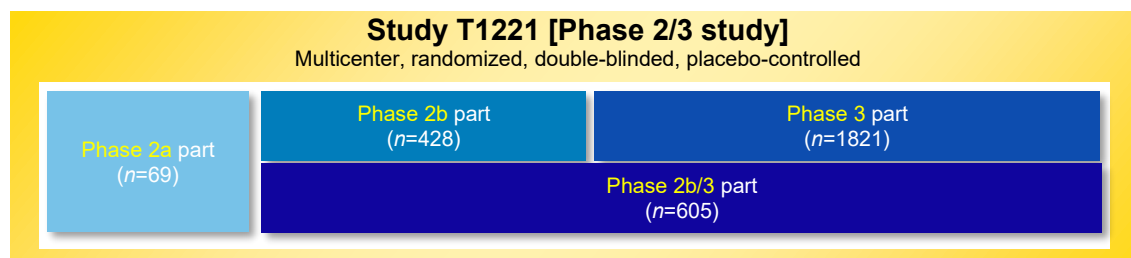 Study T1221 [Phase 2/3 study]
Multicenter, randomized, double-blinded, placebo-controlled
Phase 2a part
(n=69)
Phase 2b part
(n=428)
Phase 3 part
(n=1821)
Phase 2b/3 part
(n=605)